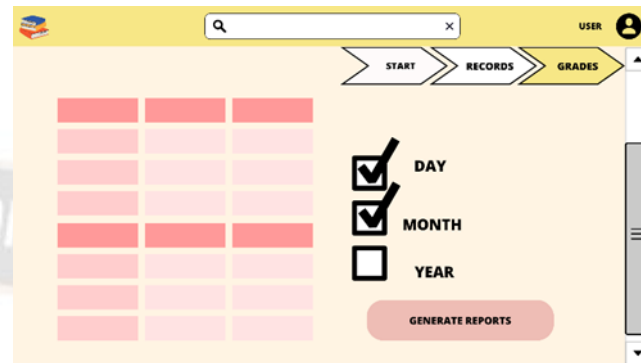 USER
START RECORDS GRADES
DAY
MONTH
YEAR
GENERATE REPORTS